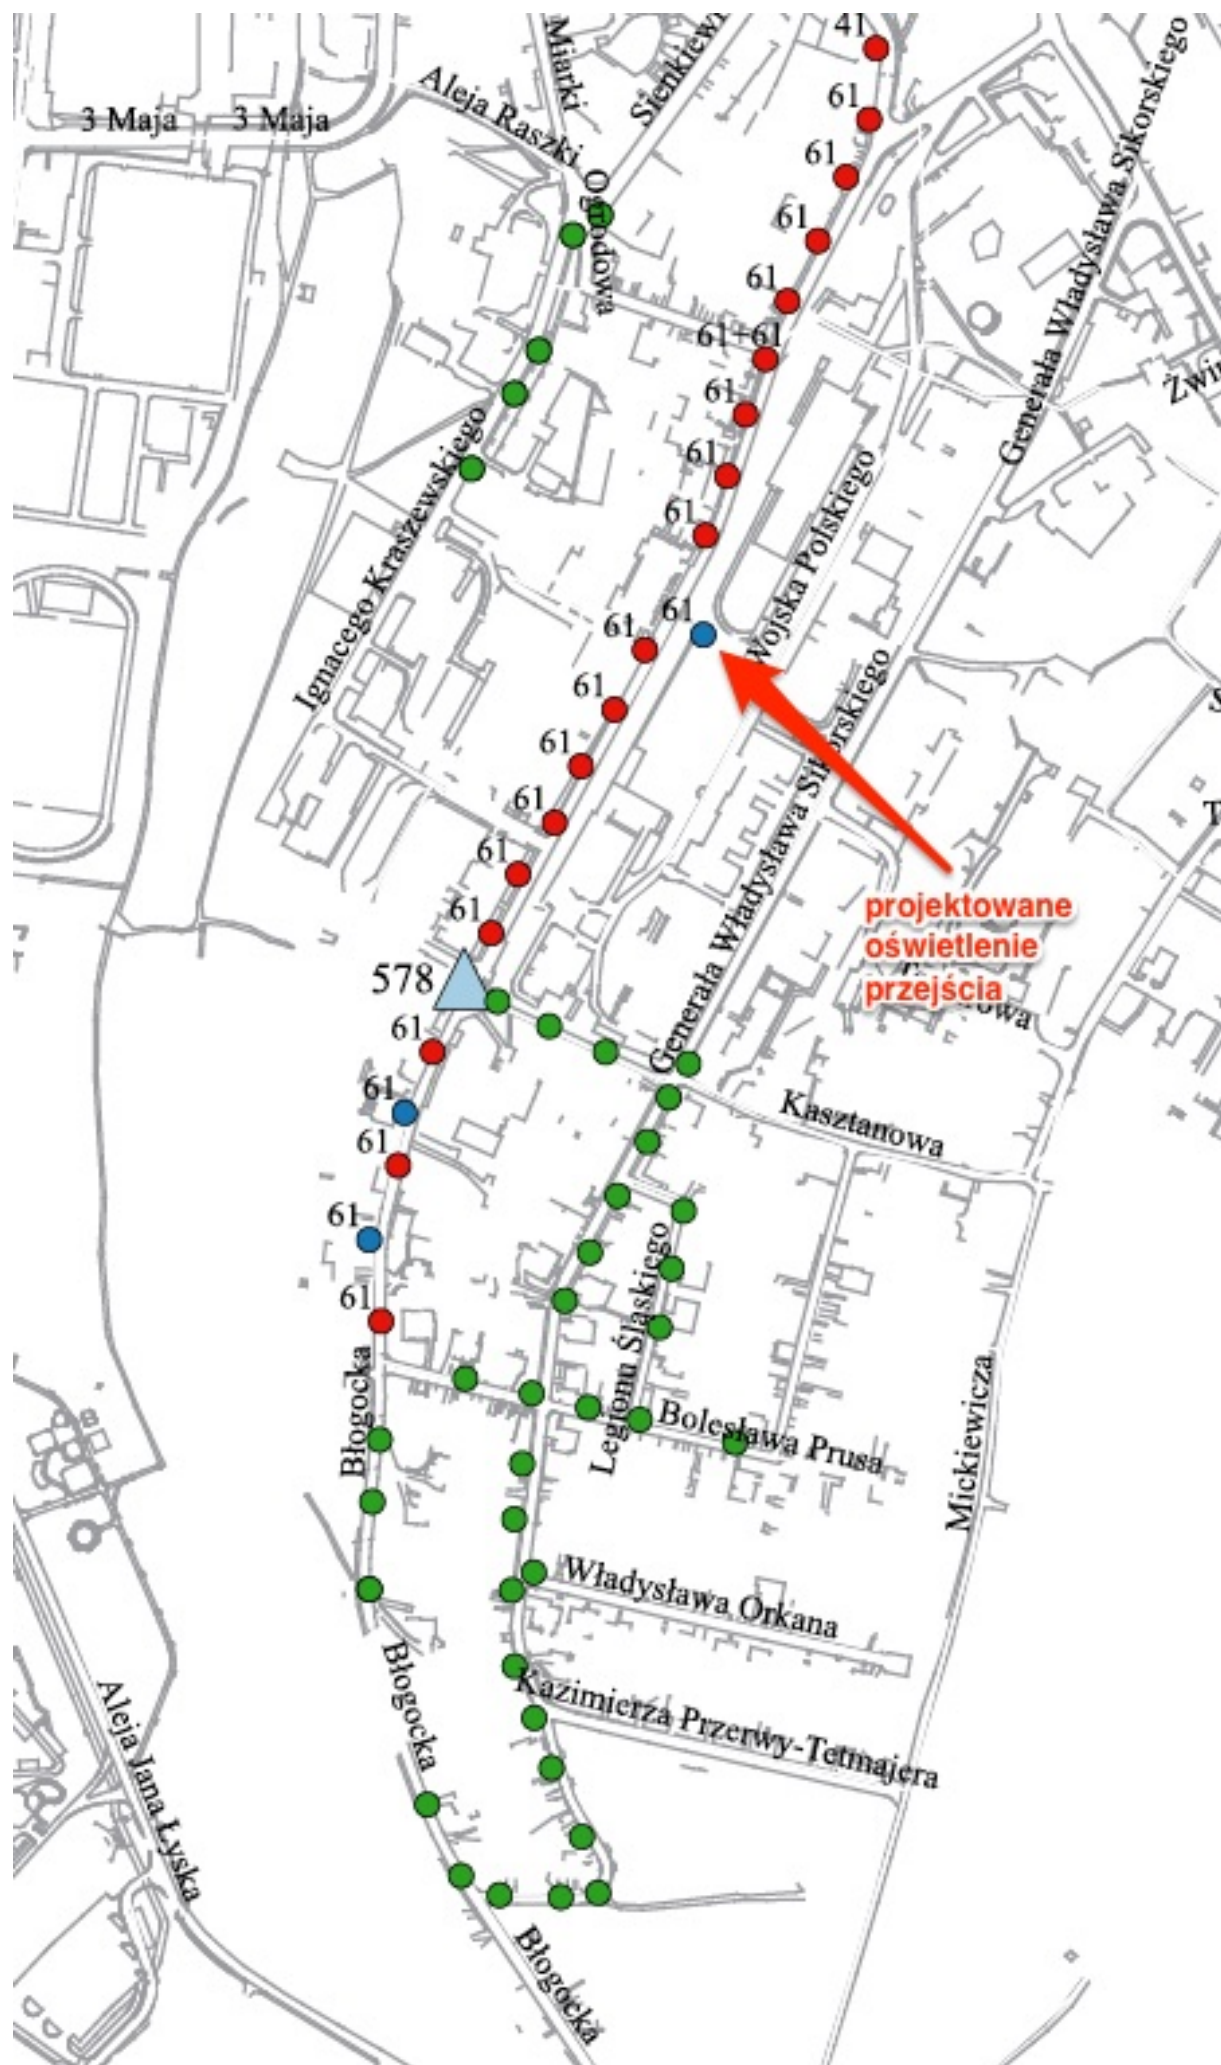 41
Miarki
Sienkiewi
Generała Władysława Sikorskiego
Aleja Raszki
3 Maja
3 Maja
61
61
Ogrodowa
61
61
61+61
61
Żwi
61
61
Ignacego Kraszewskiego
Wojska Polskiego
61
61
61
Generała Władysława Sikorskiego
61
61
61
61
projektowane
oświetlenie
przejścia
578
61
61
Kasztanowa
61
61
61
Legionu Śląskiego
Błogocka
Bolesława Prusa
Mickiewicza
Władysława Orkana
Błogocka
Kazimierza Przerwy-Tetmajera
Aleja Jana Łyska
Błogocka